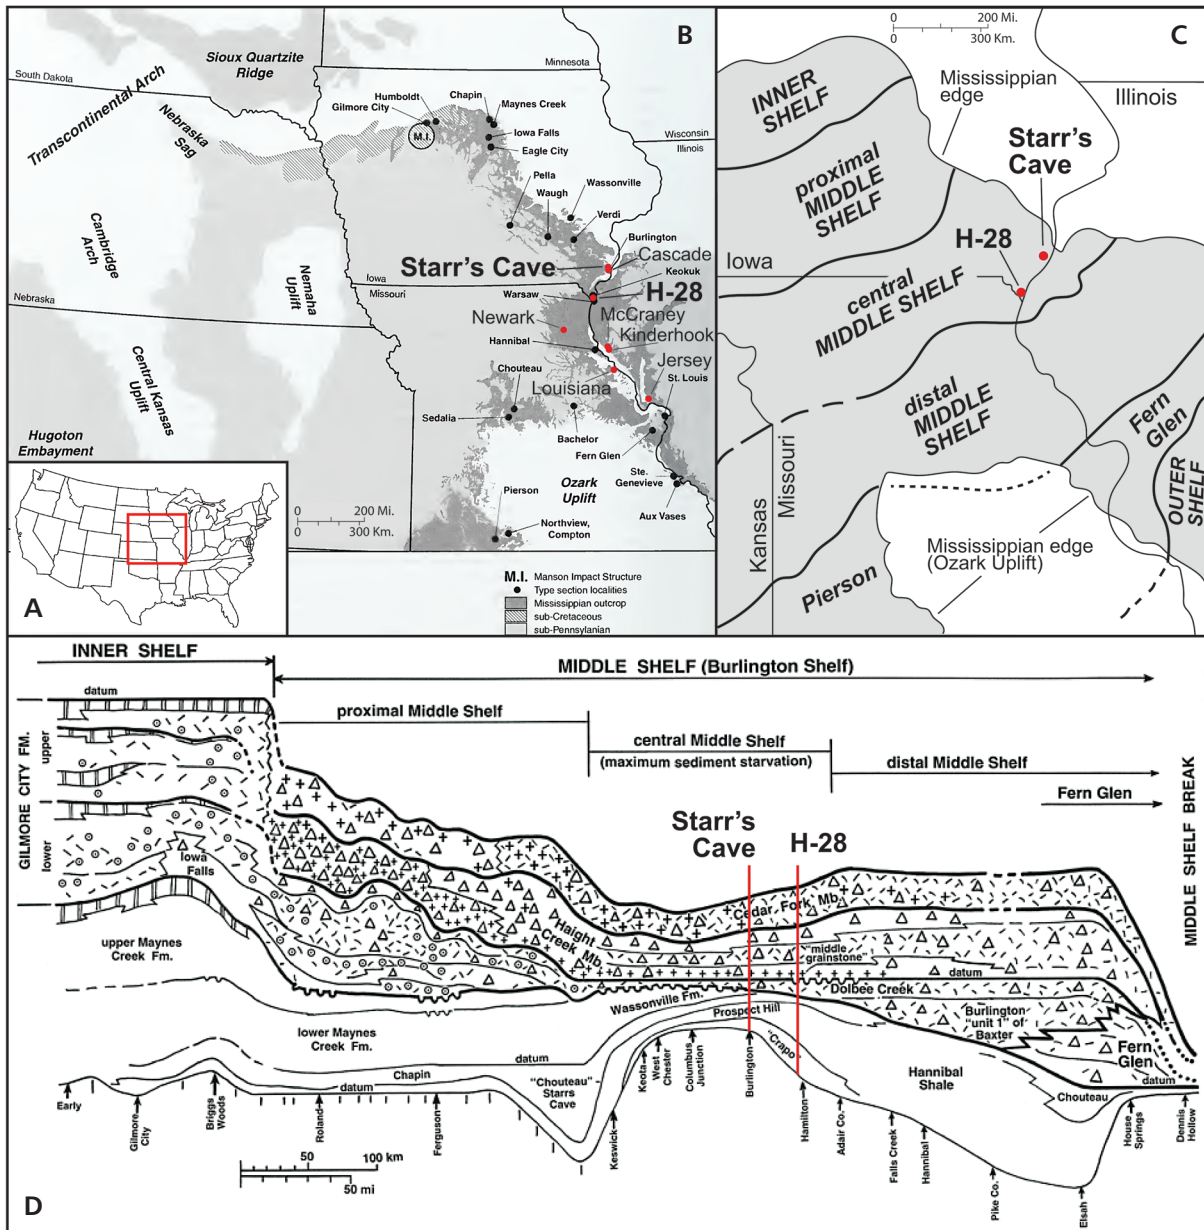 B
South Dakota
Sioux Quartzite
Ridge
Minnesota
Transcontinental Arch
Nebraska
Sag
Humboldt
Gilmore City
Chapin
Maynes Creek
M.I.
Iowa Falls
Eagle City
Wisconsin
Illinois
Pella
Waugh
Wassonville
Verdi
Cambridge
Arch
Burlington
Cascade
Starr's Cave
Keokuk
Iowa
Missouri
Nemaha
Uplift
Warsaw
H-28
Nebraska
Newark
McCraney
Kinderhook
Hannibal
Jersey
Chouteau
Louisiana
St. Louis
Central Kansas
Uplift
Sedalia
Bachelor
Fern Glen
Hugoton
Embayment
Ozark
Uplift
Ste.
Genevieve
Aux Vases
Pierson
Northview,
Compton
0 200 Mi.
0 300 Km.
M.I. Manson Impact Structure
Type section localities
Mississippian outcrop
sub-Cretaceous
sub-Pennsylvanian
A
C
0 200 Mi.
0 300 Km.
INNER
SHELF
Mississippian
edge
Illinois
Starr's
Cave
proximal
MIDDLE
SHELF
H-28
Iowa
central
MIDDLE SHELF
distal
MIDDLE
SHELF
Fern
Glen
OUTER
SHELF
Kansas
Missouri
Mississippian edge
(Ozark Uplift)
Pierson
D
INNER SHELF
MIDDLE SHELF (Burlington Shelf)
datum
proximal Middle Shelf
central Middle Shelf
(maximum sediment starvation)
distal Middle Shelf
Fern Glen
GILMORE CITY FM.
upper
lower
MIDDLE SHELF BREAK
Starr's
Cave
H-28
Iowa
Falls
Cedar Fork Mb.
Haight
Creek Mb.
"middle
grainstone"
upper Maynes
Creek Fm.
datum
Dolbee Creek
Wassonville Fm.
Prospect Hill
Burlington
"unit 1" of
Baxter
lower Maynes
Creek Fm.
"Crapo"
Fern
Glen
datum
Hannibal
Shale
datum
Chapin
datum
"Chouteau"
Starrs
Cave
Chouteau
Early
Gilmore
City
Briggs
Woods
Roland
Ferguson
Keswick
Keota
West
Chester
Columbus
Junction
Burlington
Hamilton
Adair Co.
Falls Creek
Hannibal
Pike Co.
Elsah
House
Springs
Dennis
Hollow
50 100 km
50 mi